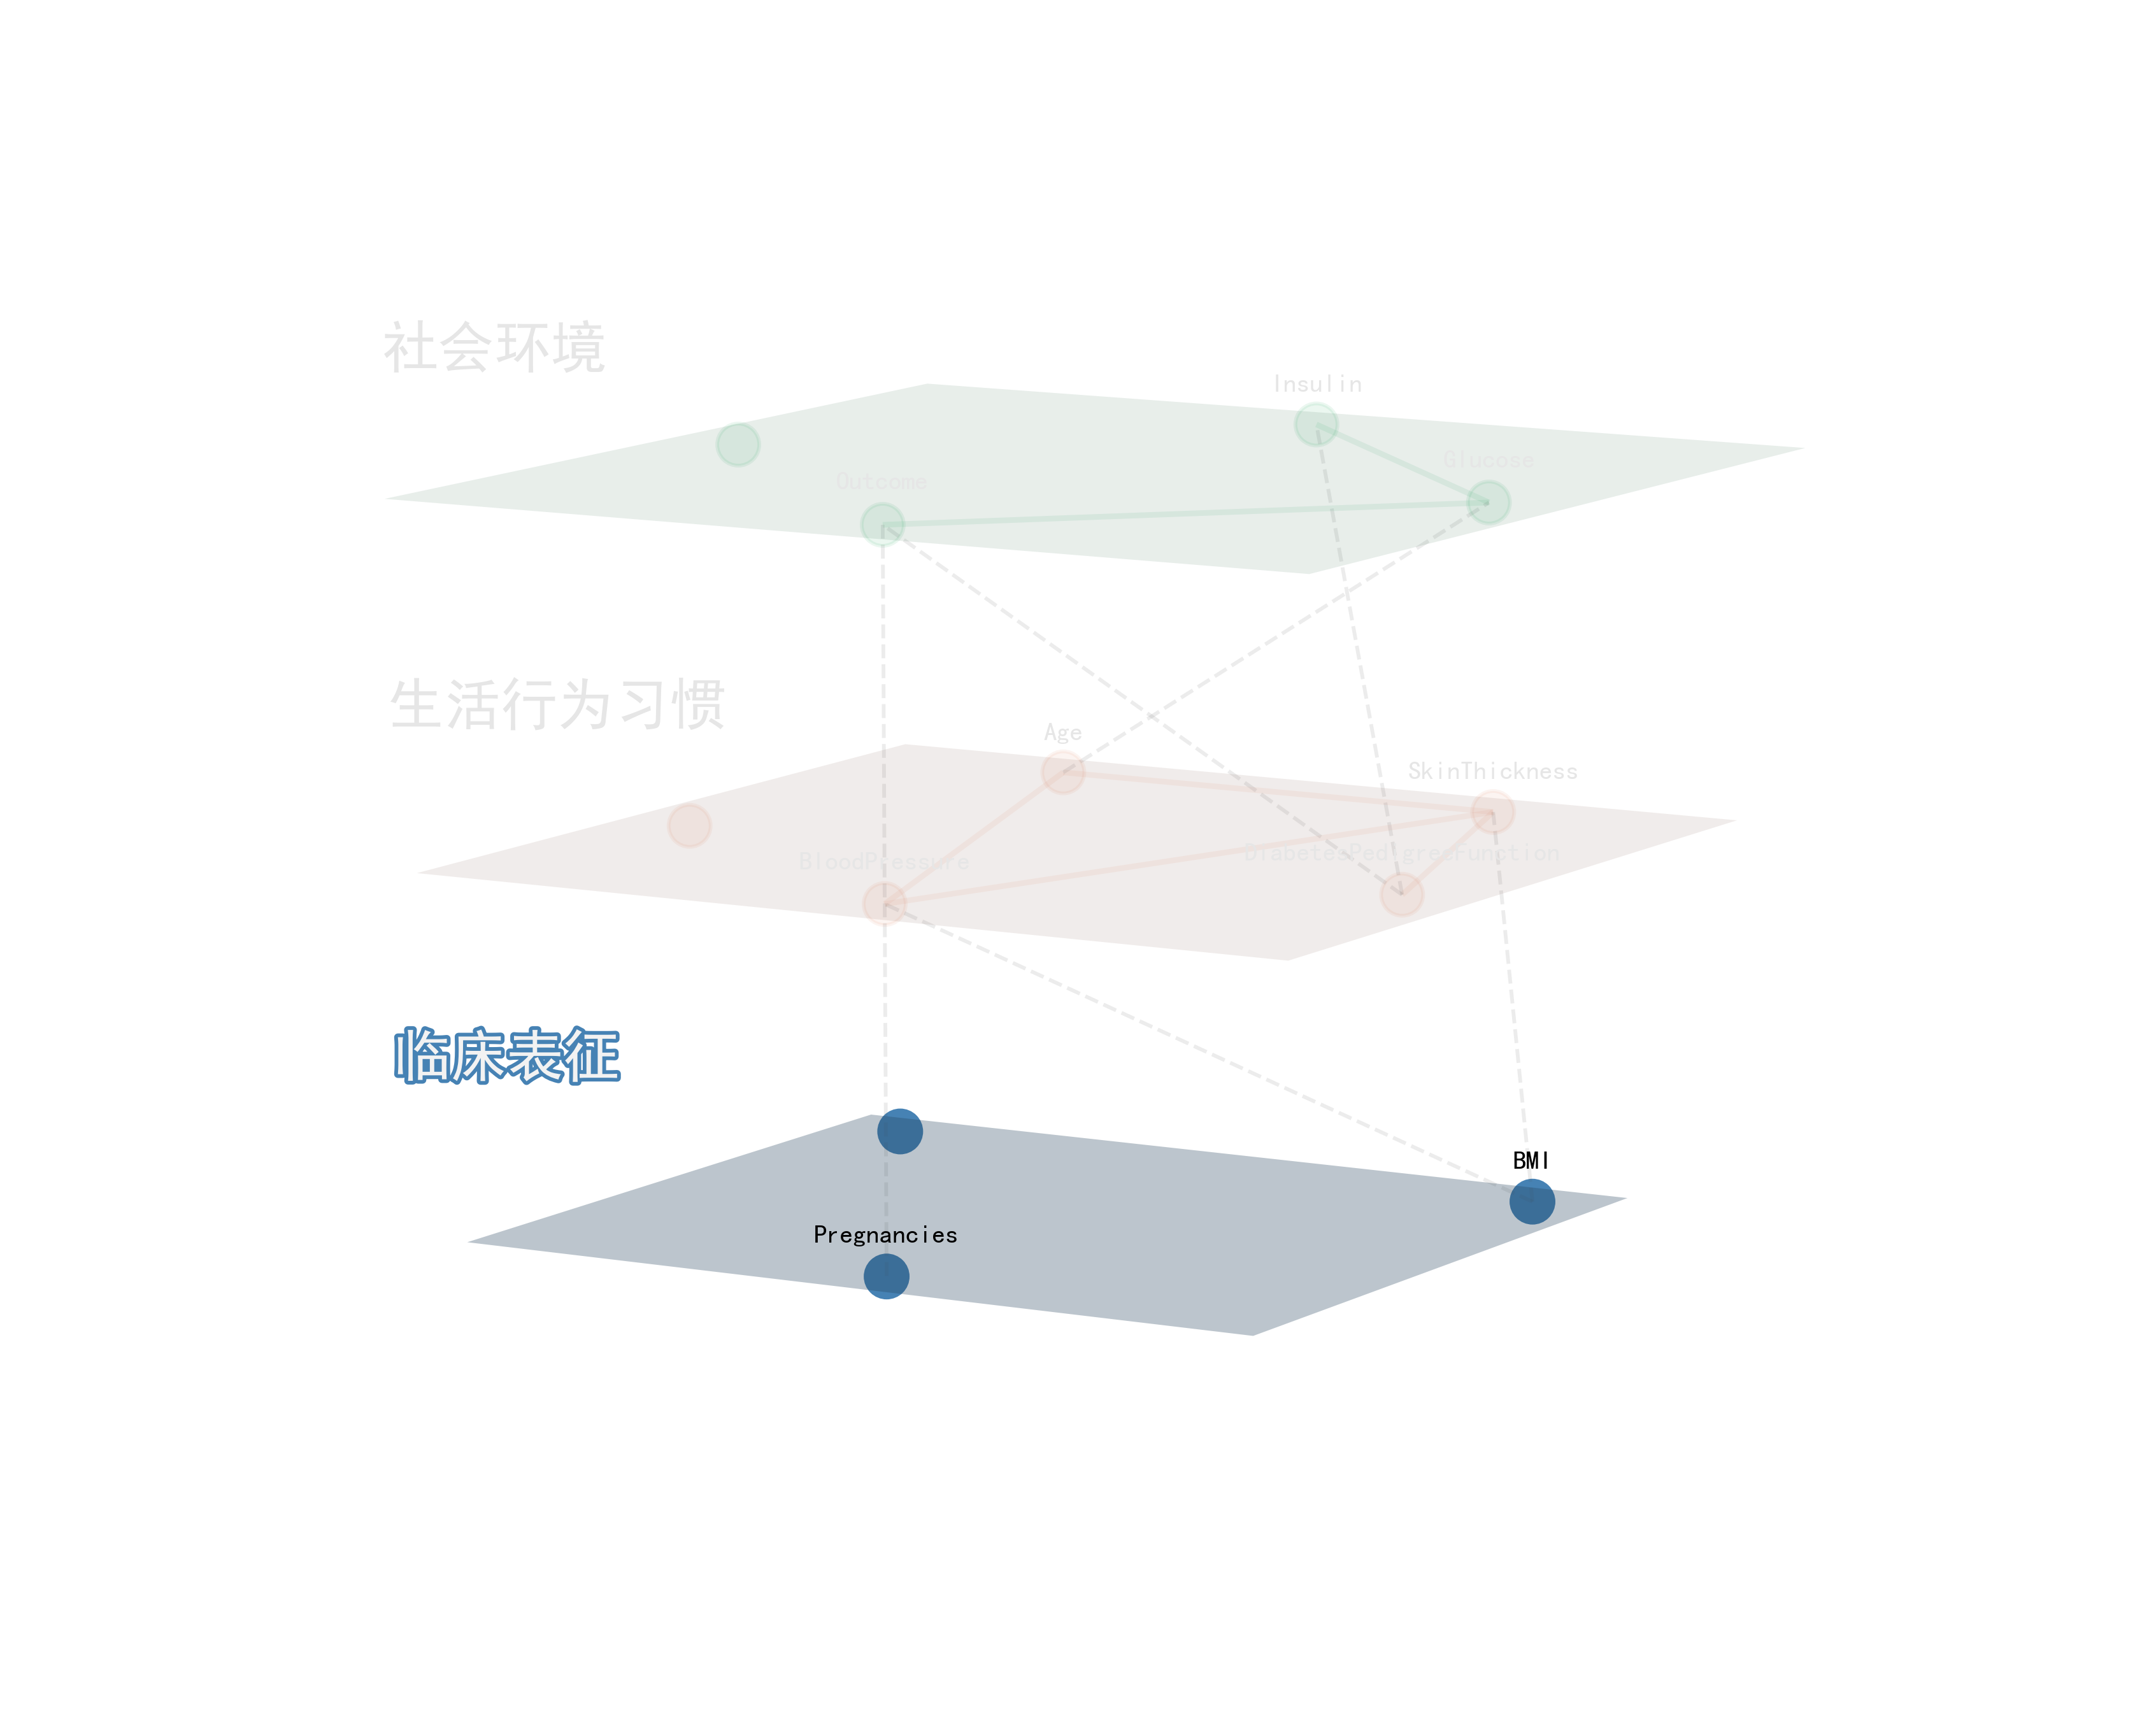 社会环境
Insulin
Glucose
Outcome
生活行为习惯
Age
SkinThickness
BloodPressure
DiabetesPedigreeFunction
临床表征
BMI
Pregnancies